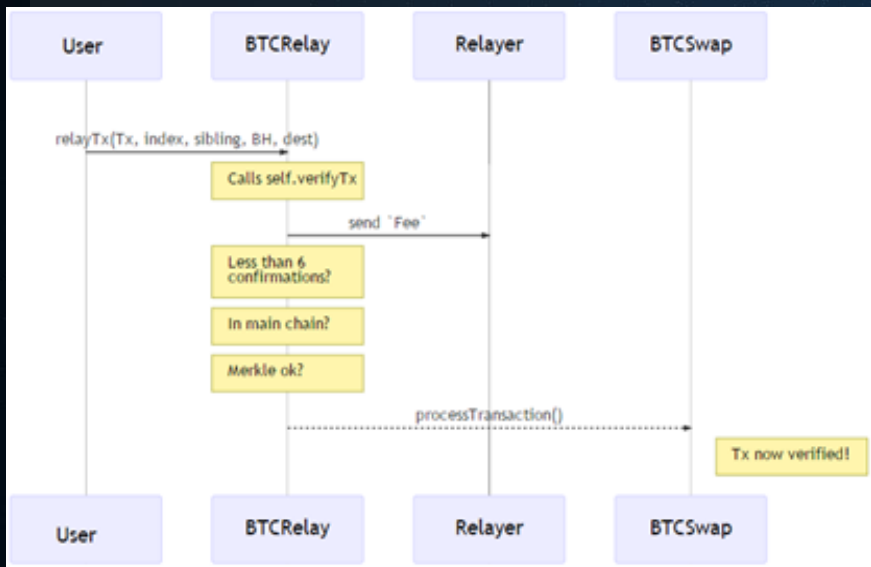 User
BTCRelay
Relayer
BTCSwap
relayTx(Tx, index, sibling, BH, dest)
Calls self.verifyTx
send `Fee`
Less than 6
confirmations?
In main chain?
Merkle ok?
processTransaction()
Tx now verified!
User
BTCRelay
Relayer
BTCSwap